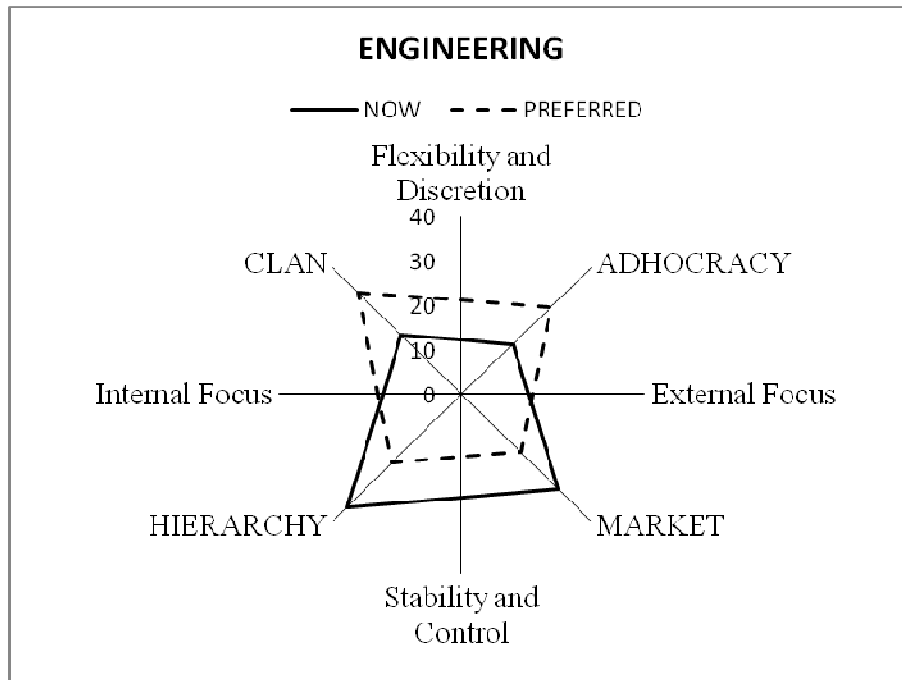 ENGINEERING
NOW PREFERRED
Flexibility and
Discretion
40
30
CLAN ADHOCRACY
20
10
Internal Focus 0 External Focus
HIERARCHY MARKET
Stability and
Control